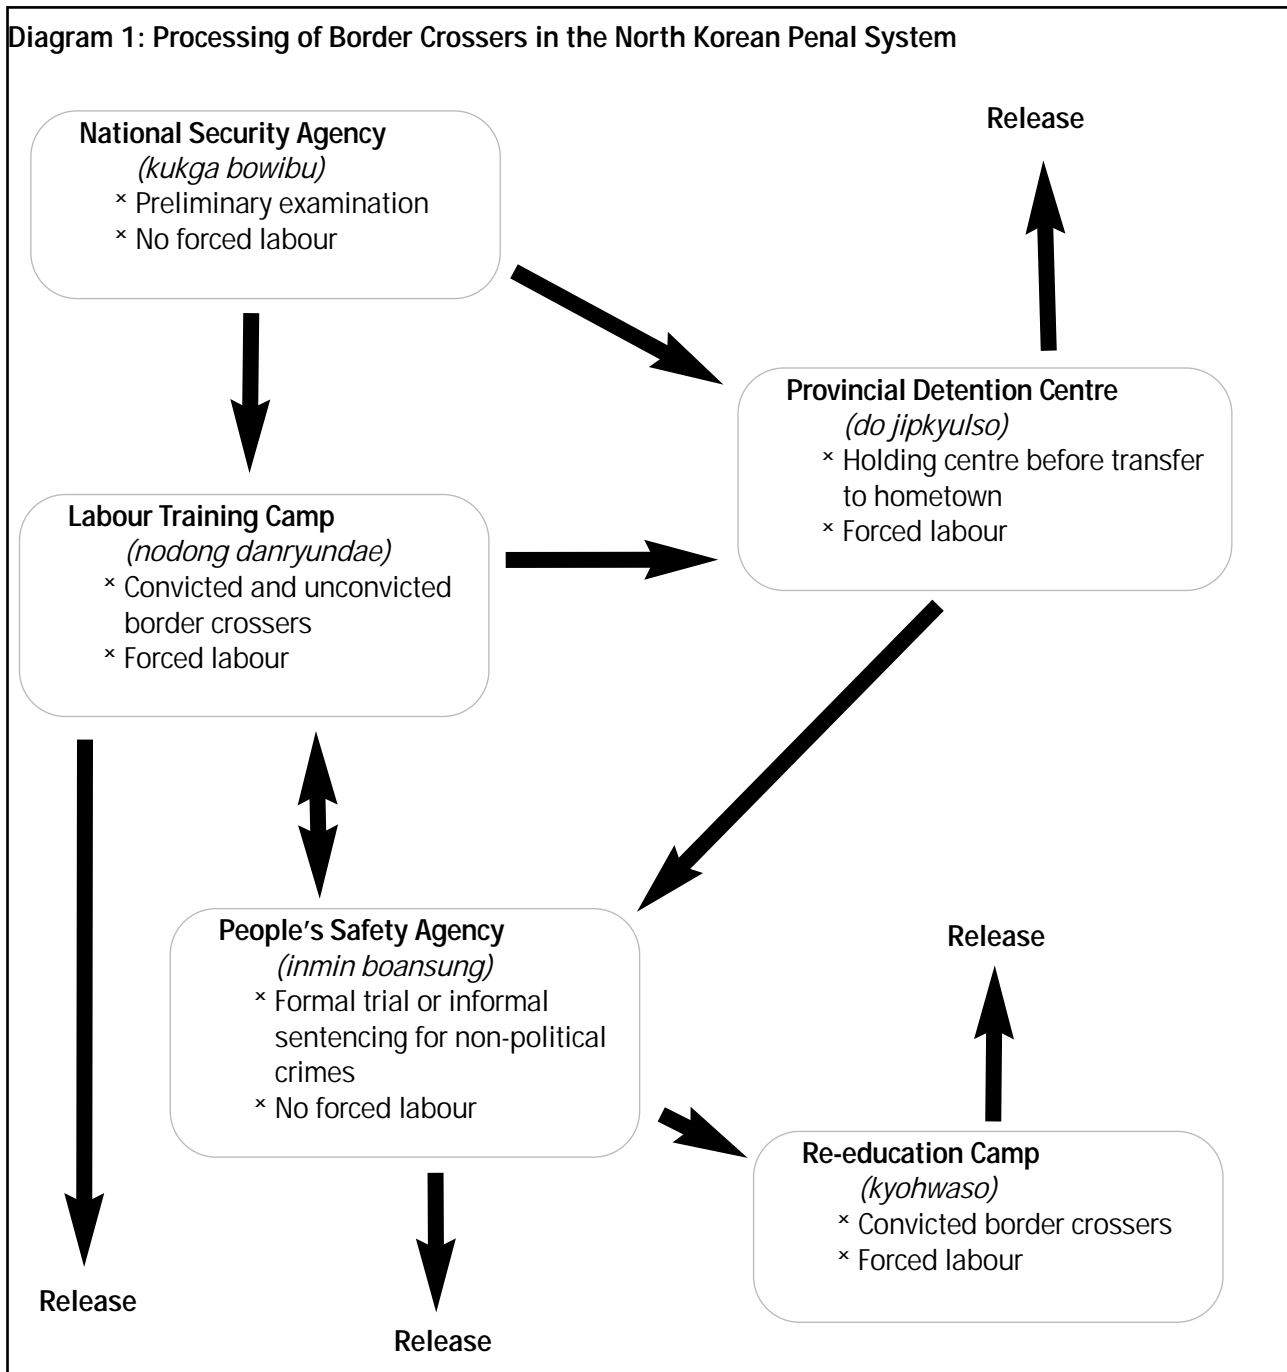 Diagram 1: Processing of Border Crossers in the North Korean Penal System
National Security Agency
(kukga bowibu)
× Preliminary examination
× No forced labour
Release
Provincial Detention Centre
(do jipkyulso)
× Holding centre before transfer
to hometown
× Forced labour
Labour Training Camp
(nodong danryundae)
× Convicted and unconvicted
border crossers
× Forced labour
People's Safety Agency
(inmin boansung)
× Formal trial or informal
sentencing for non-political
crimes
× No forced labour
Release
Re-education Camp
(kyohwaso)
× Convicted border crossers
× Forced labour
Release
Release